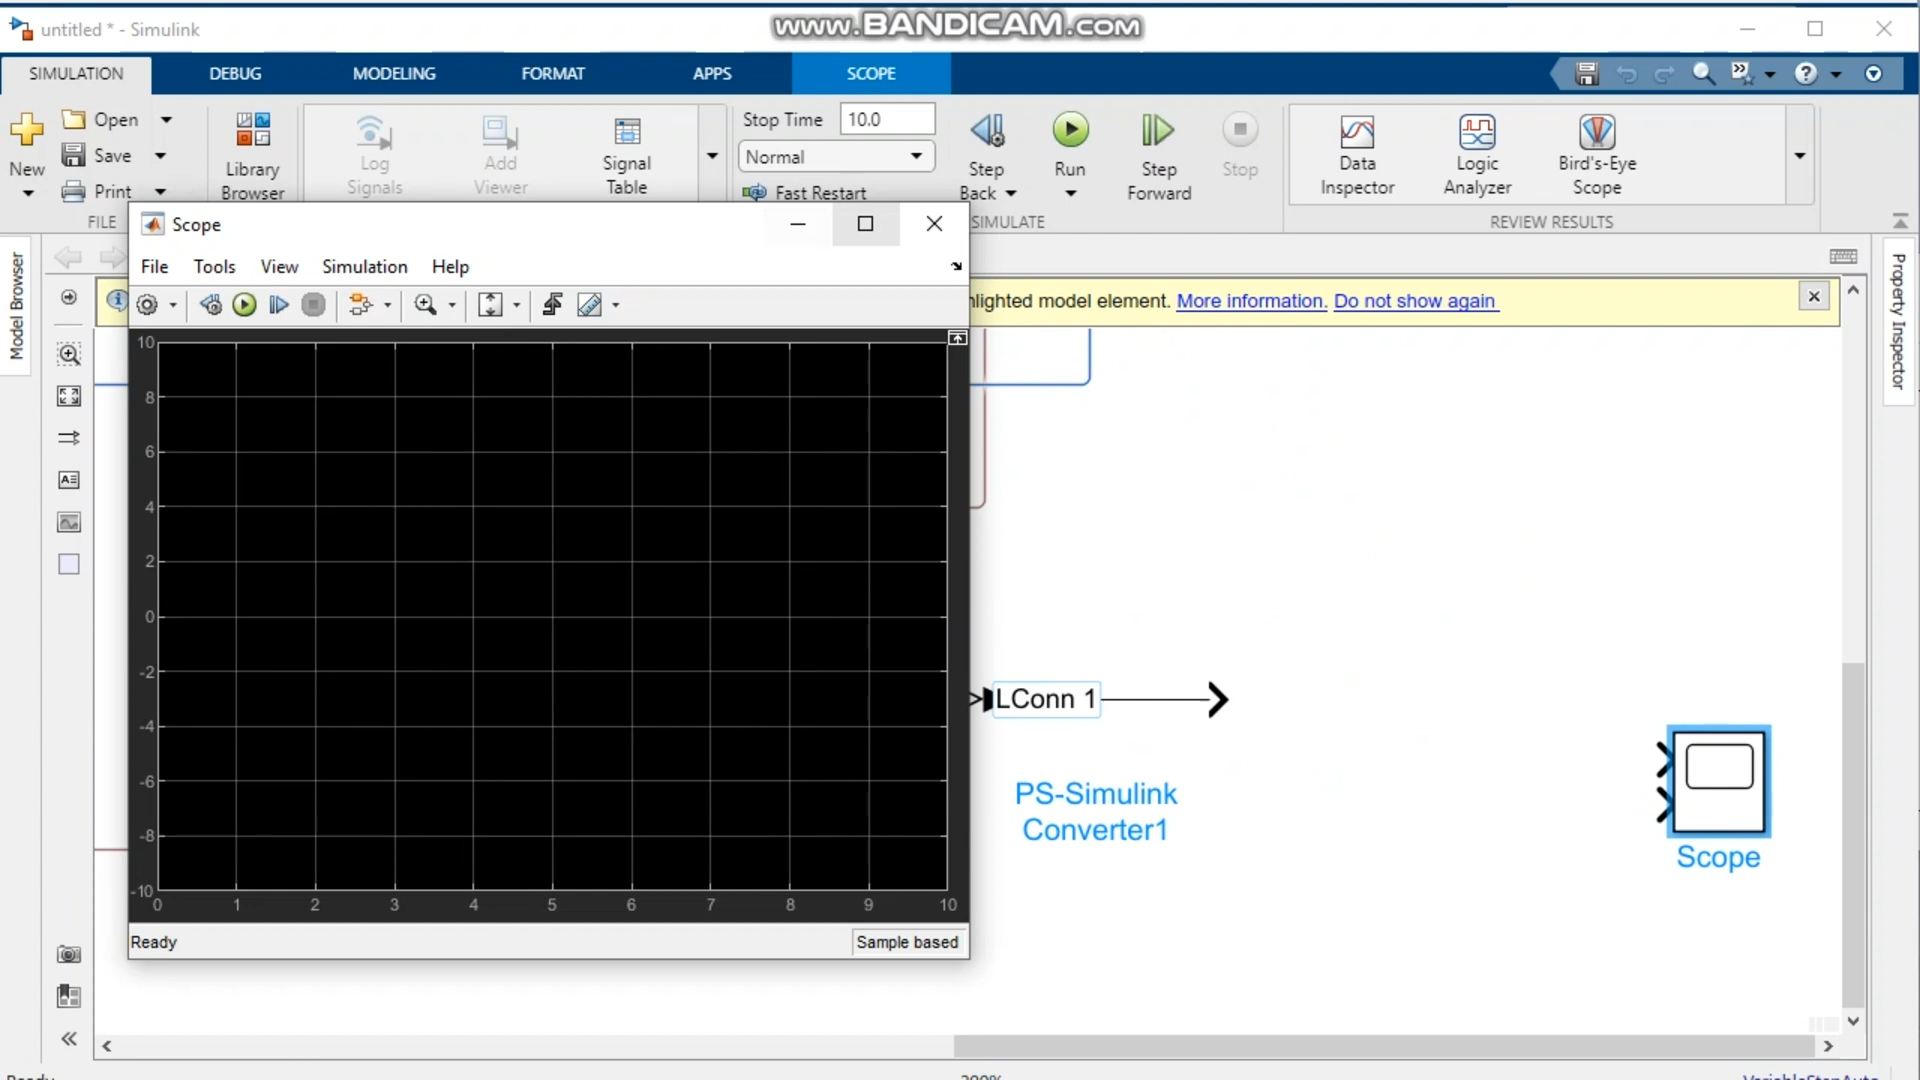 untitled * - Simulink
www.BANDICAM.com
SIMULATION
DEBUG
MODELING
FORMAT
APPS
SCOPE
New
Open
Save
Print
FILE
Library
Browser
Log
Signals
Add
Viewer
Signal
Table
Stop Time
10.0
Normal
Fast Restart
Step
Back
Run
Step
Forward
Stop
SIMULATE
Data
Inspector
Logic
Analyzer
Bird's-Eye
Scope
REVIEW RESULTS
Model Browser
Property Inspector
Scope
File
Tools
View
Simulation
Help
hlighted model element. More information. Do not show again
10
8
6
4
2
0
-2
-4
-6
-8
-10
0 1 2 3 4 5 6 7 8 9 10
Ready
Sample based
LConn 1
PS-Simulink
Converter1
Scope